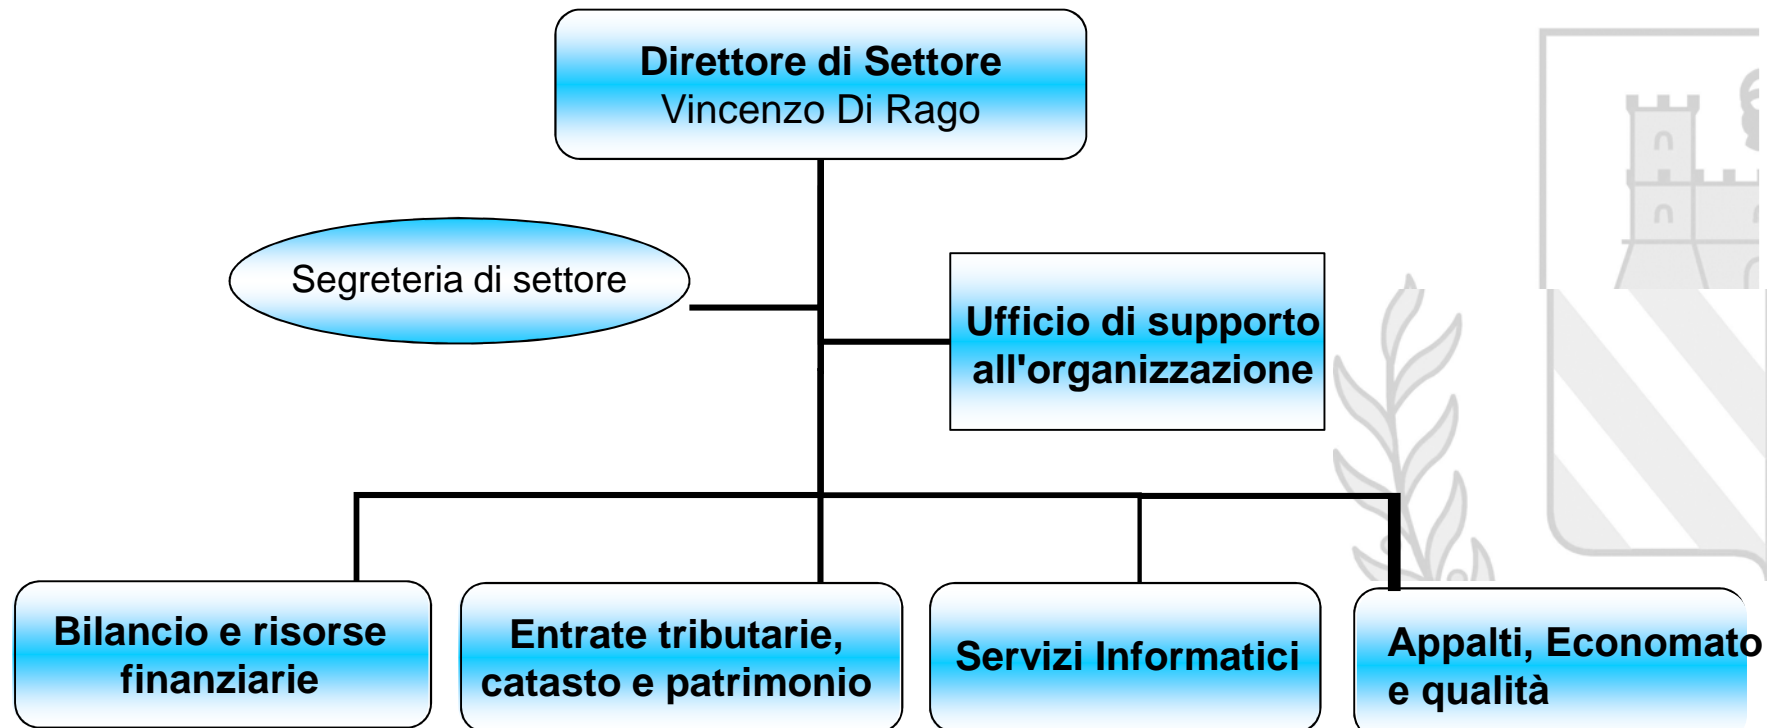 Direttore di Settore
Vincenzo Di Rago
Segreteria di settore
Ufficio di supporto
all'organizzazione
Bilancio e risorse
finanziarie
Entrate tributarie,
catasto e patrimonio
Servizi Informatici
Appalti, Economato
e qualità